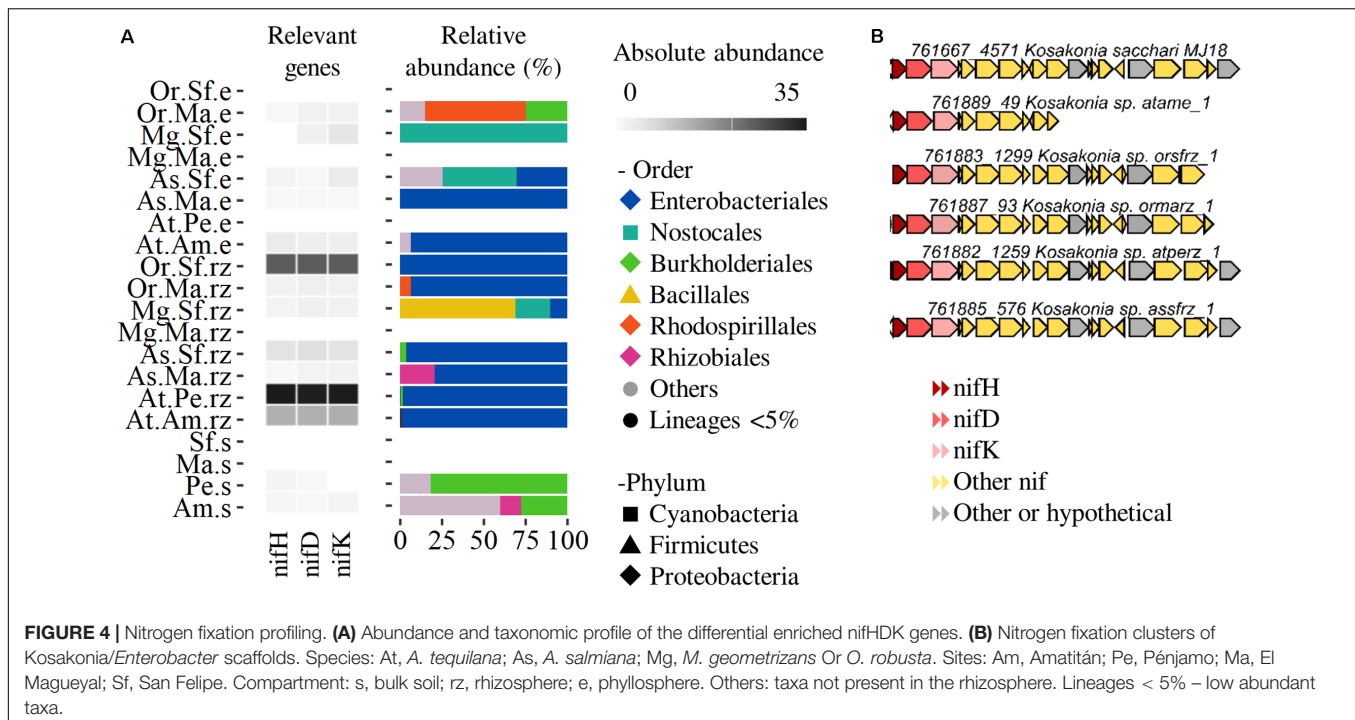 A
Relevant genes
Relative abundance (%)
Or.Sf.e
Or.Ma.e
Mg.Sf.e
Mg.Ma.e
As.Sf.e
As.Ma.e
At.Pe.e
At.Am.e
Or.Sf.rz
Or.Ma.rz
Mg.Sf.rz
Mg.Ma.rz
As.Sf.rz
As.Ma.rz
At.Pe.rz
At.Am.rz
Sf.s
Ma.s
Pe.s
Am.s
nifH
nifD
nifK
0 25 50 75 100
Absolute abundance
0 35
- Order
Enterobacteriales
Nostocales
Burkholderiales
Bacillales
Rhodospirillales
Rhizobiales
Others
Lineages <5%
-Phylum
Cyanobacteria
Firmicutes
Proteobacteria
B
761667_4571 Kosakonia sacchari MJ18
761889_49 Kosakonia sp. atame_1
761883_1299 Kosakonia sp. orsfrz_1
761887_93 Kosakonia sp. ormarz_1
761882_1259 Kosakonia sp. atperz_1
761885_576 Kosakonia sp. assfrz_1
nifH
nifD
nifK
Other nif
Other or hypothetical
FIGURE 4 | Nitrogen fixation profiling. (A) Abundance and taxonomic profile of the differential enriched nifHDK genes. (B) Nitrogen fixation clusters of
Kosakonia/Enterobacter scaffolds. Species: At, A. tequilana; As, A. salmiana; Mg, M. geometrizans Or O. robusta. Sites: Am, Amatitán; Pe, Pénjamo; Ma, El
Magueyal; Sf, San Felipe. Compartment: s, bulk soil; rz, rhizosphere; e, phyllosphere. Others: taxa not present in the rhizosphere. Lineages < 5% – low abundant
taxa.